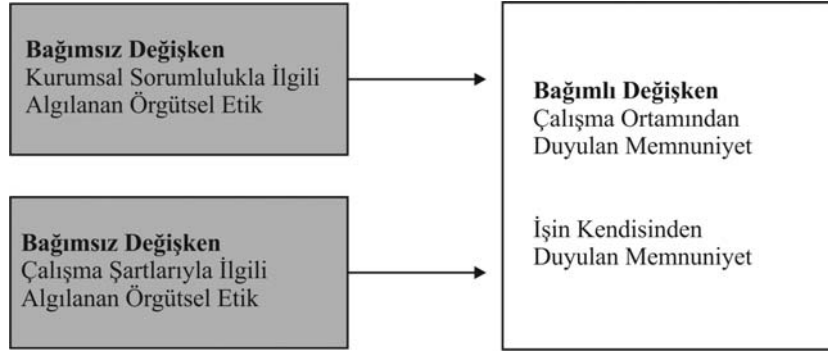 Bağımsız Değişken
Kurumsal Sorumlulukla İlgili
Algılanan Örgütsel Etik
Bağımsız Değişken
Çalışma Şartlarıyla İlgili
Algılanan Örgütsel Etik
Bağımlı Değişken
Çalışma Ortamından
Duyulan Memnuniyet
İşin Kendisinden
Duyulan Memnuniyet